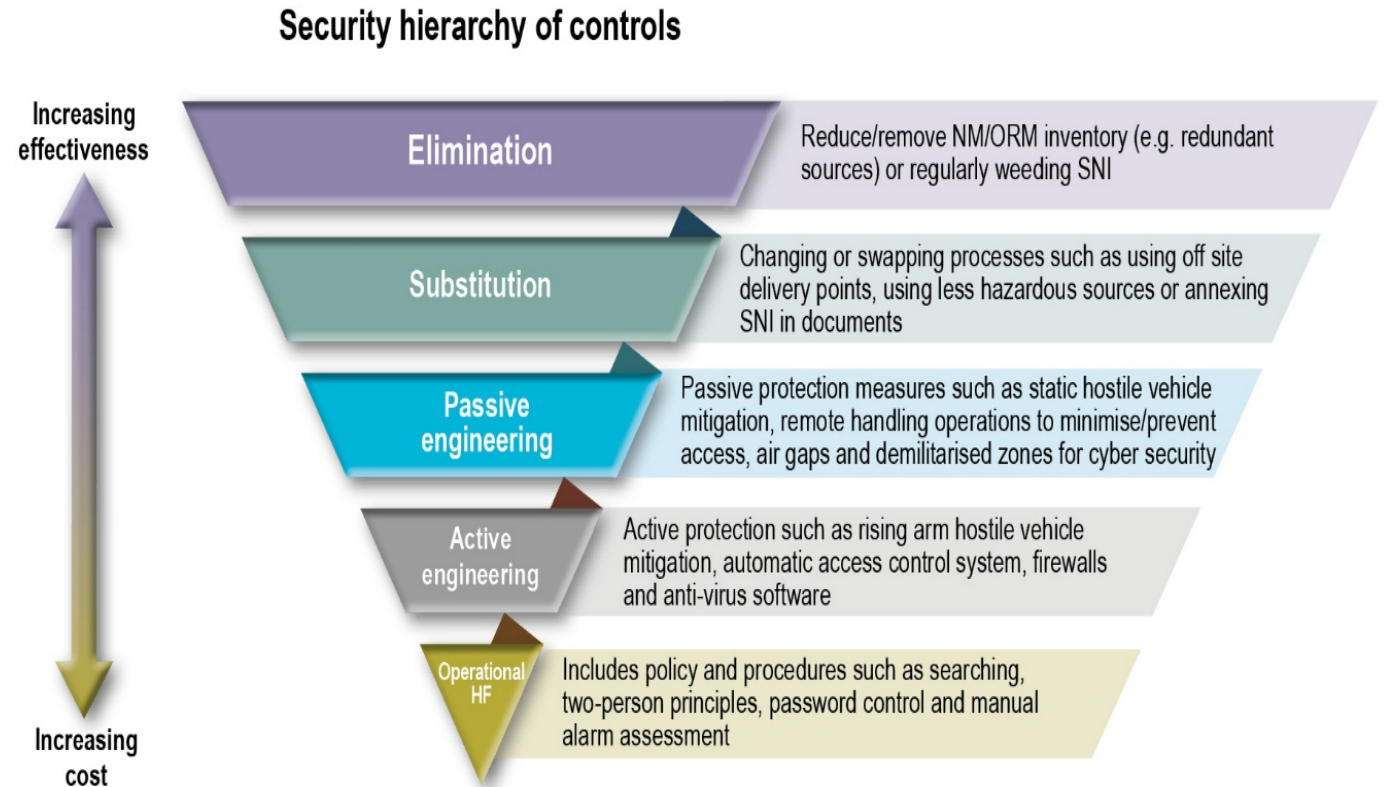 Security hierarchy of controls
Increasing
effectiveness
Elimination
Reduce/remove NM/ORM inventory (e.g. redundant
sources) or regularly weeding SNI
Substitution
Changing or swapping processes such as using off site
delivery points, using less hazardous sources or annexing
SNI in documents
Passive
engineering
Passive protection measures such as static hostile vehicle
mitigation, remote handling operations to minimise/prevent
access, air gaps and demilitarised zones for cyber security
Active
engineering
Active protection such as rising arm hostile vehicle
mitigation, automatic access control system, firewalls
and anti-virus software
Operational
HF
Includes policy and procedures such as searching,
two-person principles, password control and manual
alarm assessment
Increasing
cost